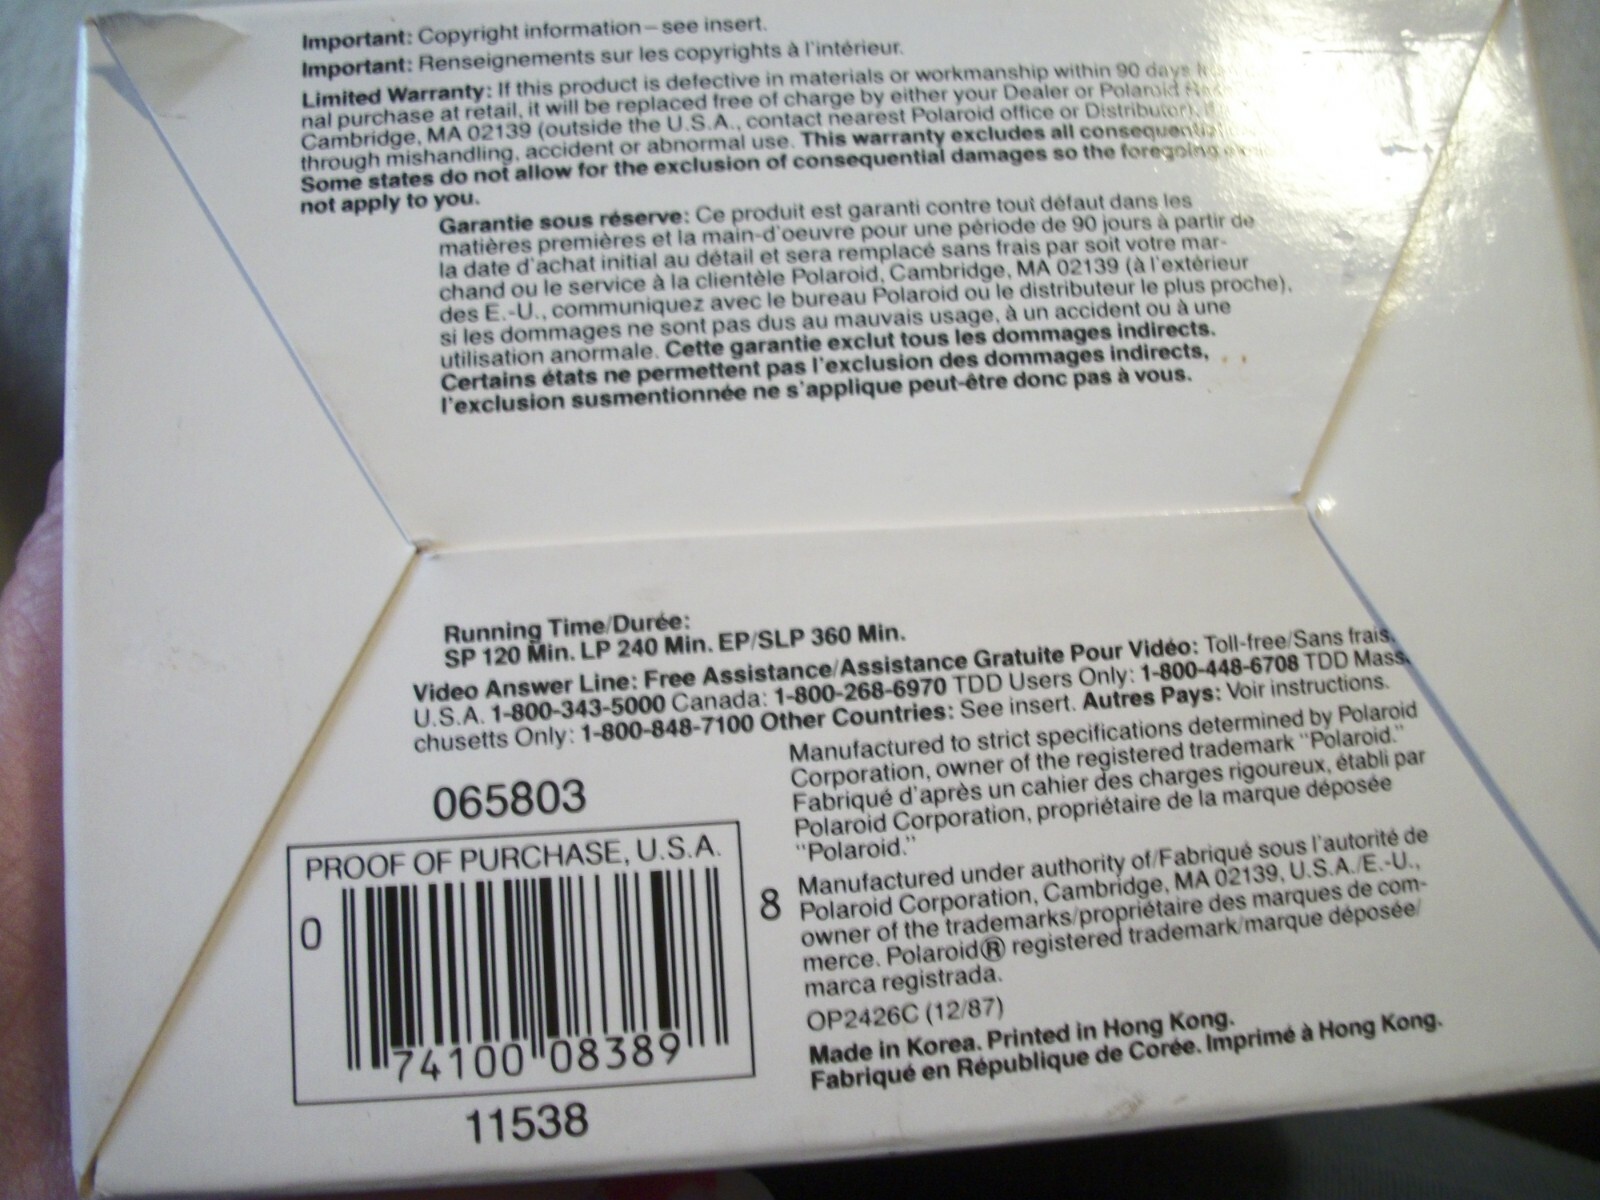 Important: Copyright information – see insert.
Important: Renseignements sur les copyrights à l'intérieur.
Limited Warranty: If this product is defective in materials or workmanship within 90 days
nal purchase at retail, it will be replaced free of charge by either your Dealer or Polaroid
Cambridge, MA 02139 (outside the U.S.A., contact nearest Polaroid office or Distributor),
through mishandling, accident or abnormal use. This warranty excludes all
Some states do not allow for the exclusion of consequential damages so the foregoing
not apply to you.
Garantie sous réserve: Ce produit est garanti contre tout défaut dans les
matières premières et la main-d'oeuvre pour une période de 90 jours à partir de
la date d'achat initial au détail et sera remplacé sans frais par soit votre mar-
chand ou le service à la clientèle Polaroid, Cambridge, MA 02139 (à l'extérieur
des E.-U., communiquez avec le bureau Polaroid ou le distributeur le plus proche),
si les dommages ne sont pas dus au mauvais usage, à un accident ou à une
utilisation anormale. Cette garantie exclut tous les dommages indirects.
Certains états ne permettent pas l'exclusion des dommages indirects,
l'exclusion susmentionnée ne s'applique peut-être donc pas à vous.
Running Time/Durée:
SP 120 Min. LP 240 Min. EP/SLP 360 Min.
Video Answer Line: Free Assistance/Assistance Gratuite Pour Vidéo: Toll-free/Sans frais.
U.S.A. 1-800-343-5000 Canada: 1-800-268-6970 TDD Users Only: 1-800-448-6708 TDD Massa
chusetts Only: 1-800-848-7100 Other Countries: See insert. Autres Pays: Voir instructions.
Manufactured to strict specifications determined by Polaroid
Corporation, owner of the registered trademark "Polaroid."
Fabriqué d'après un cahier des charges rigoureux, établi par
Polaroid Corporation, propriétaire de la marque déposée
"Polaroid."
Manufactured under authority of/Fabriqué sous l'autorité de
Polaroid Corporation, Cambridge, MA 02139, U.S.A./E.-U.,
owner of the trademarks/propriétaire des marques de com-
merce. Polaroid® registered trademark/marque déposée/
marca registrada.
OP2426C (12/87)
Made in Korea. Printed in Hong Kong.
Fabriqué en République de Corée. Imprimé à Hong Kong.
065803
PROOF OF PURCHASE, U.S.A.
0 74100 08389 8
11538